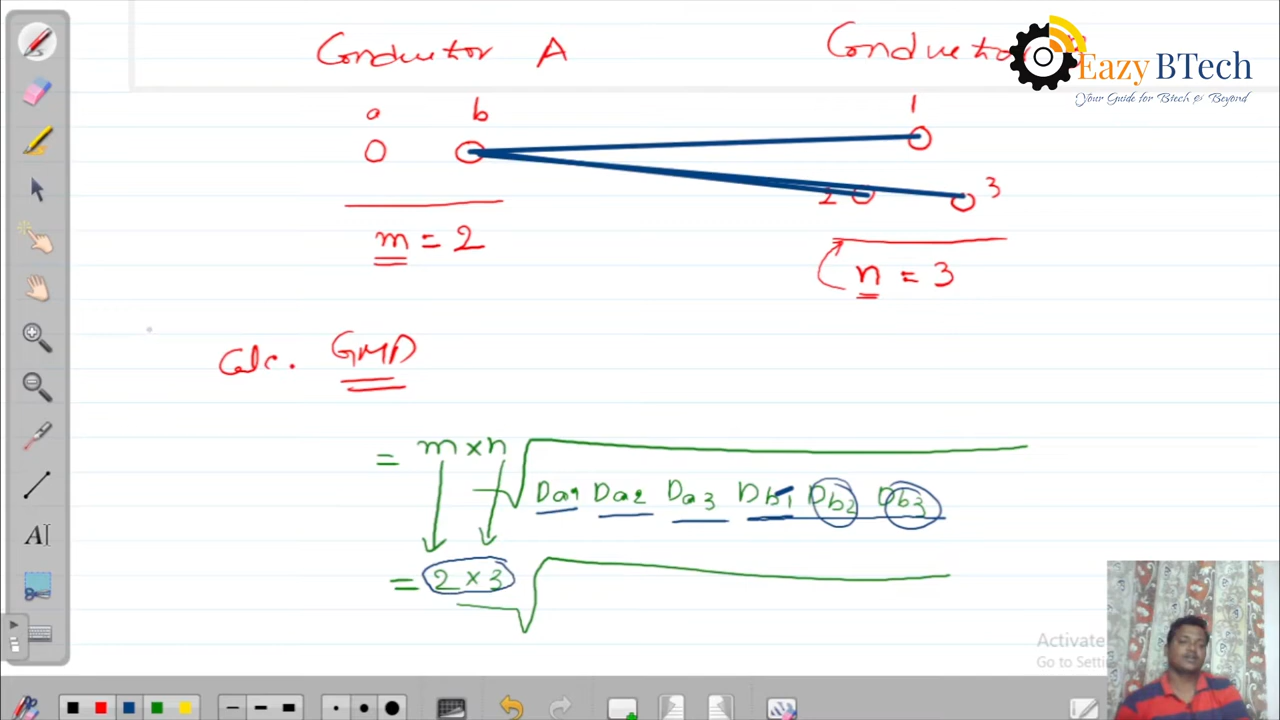 Conductor A
Conductor
Eazy BTech
Your Guide for Btech & Beyond
a b 1
2 3
m = 2
n = 3
Calc. GMD
= m × n √ Da1 Da2 Da3 Db1 Db2 Db3
= 2 × 3 √
A
Activate
Go to Setti